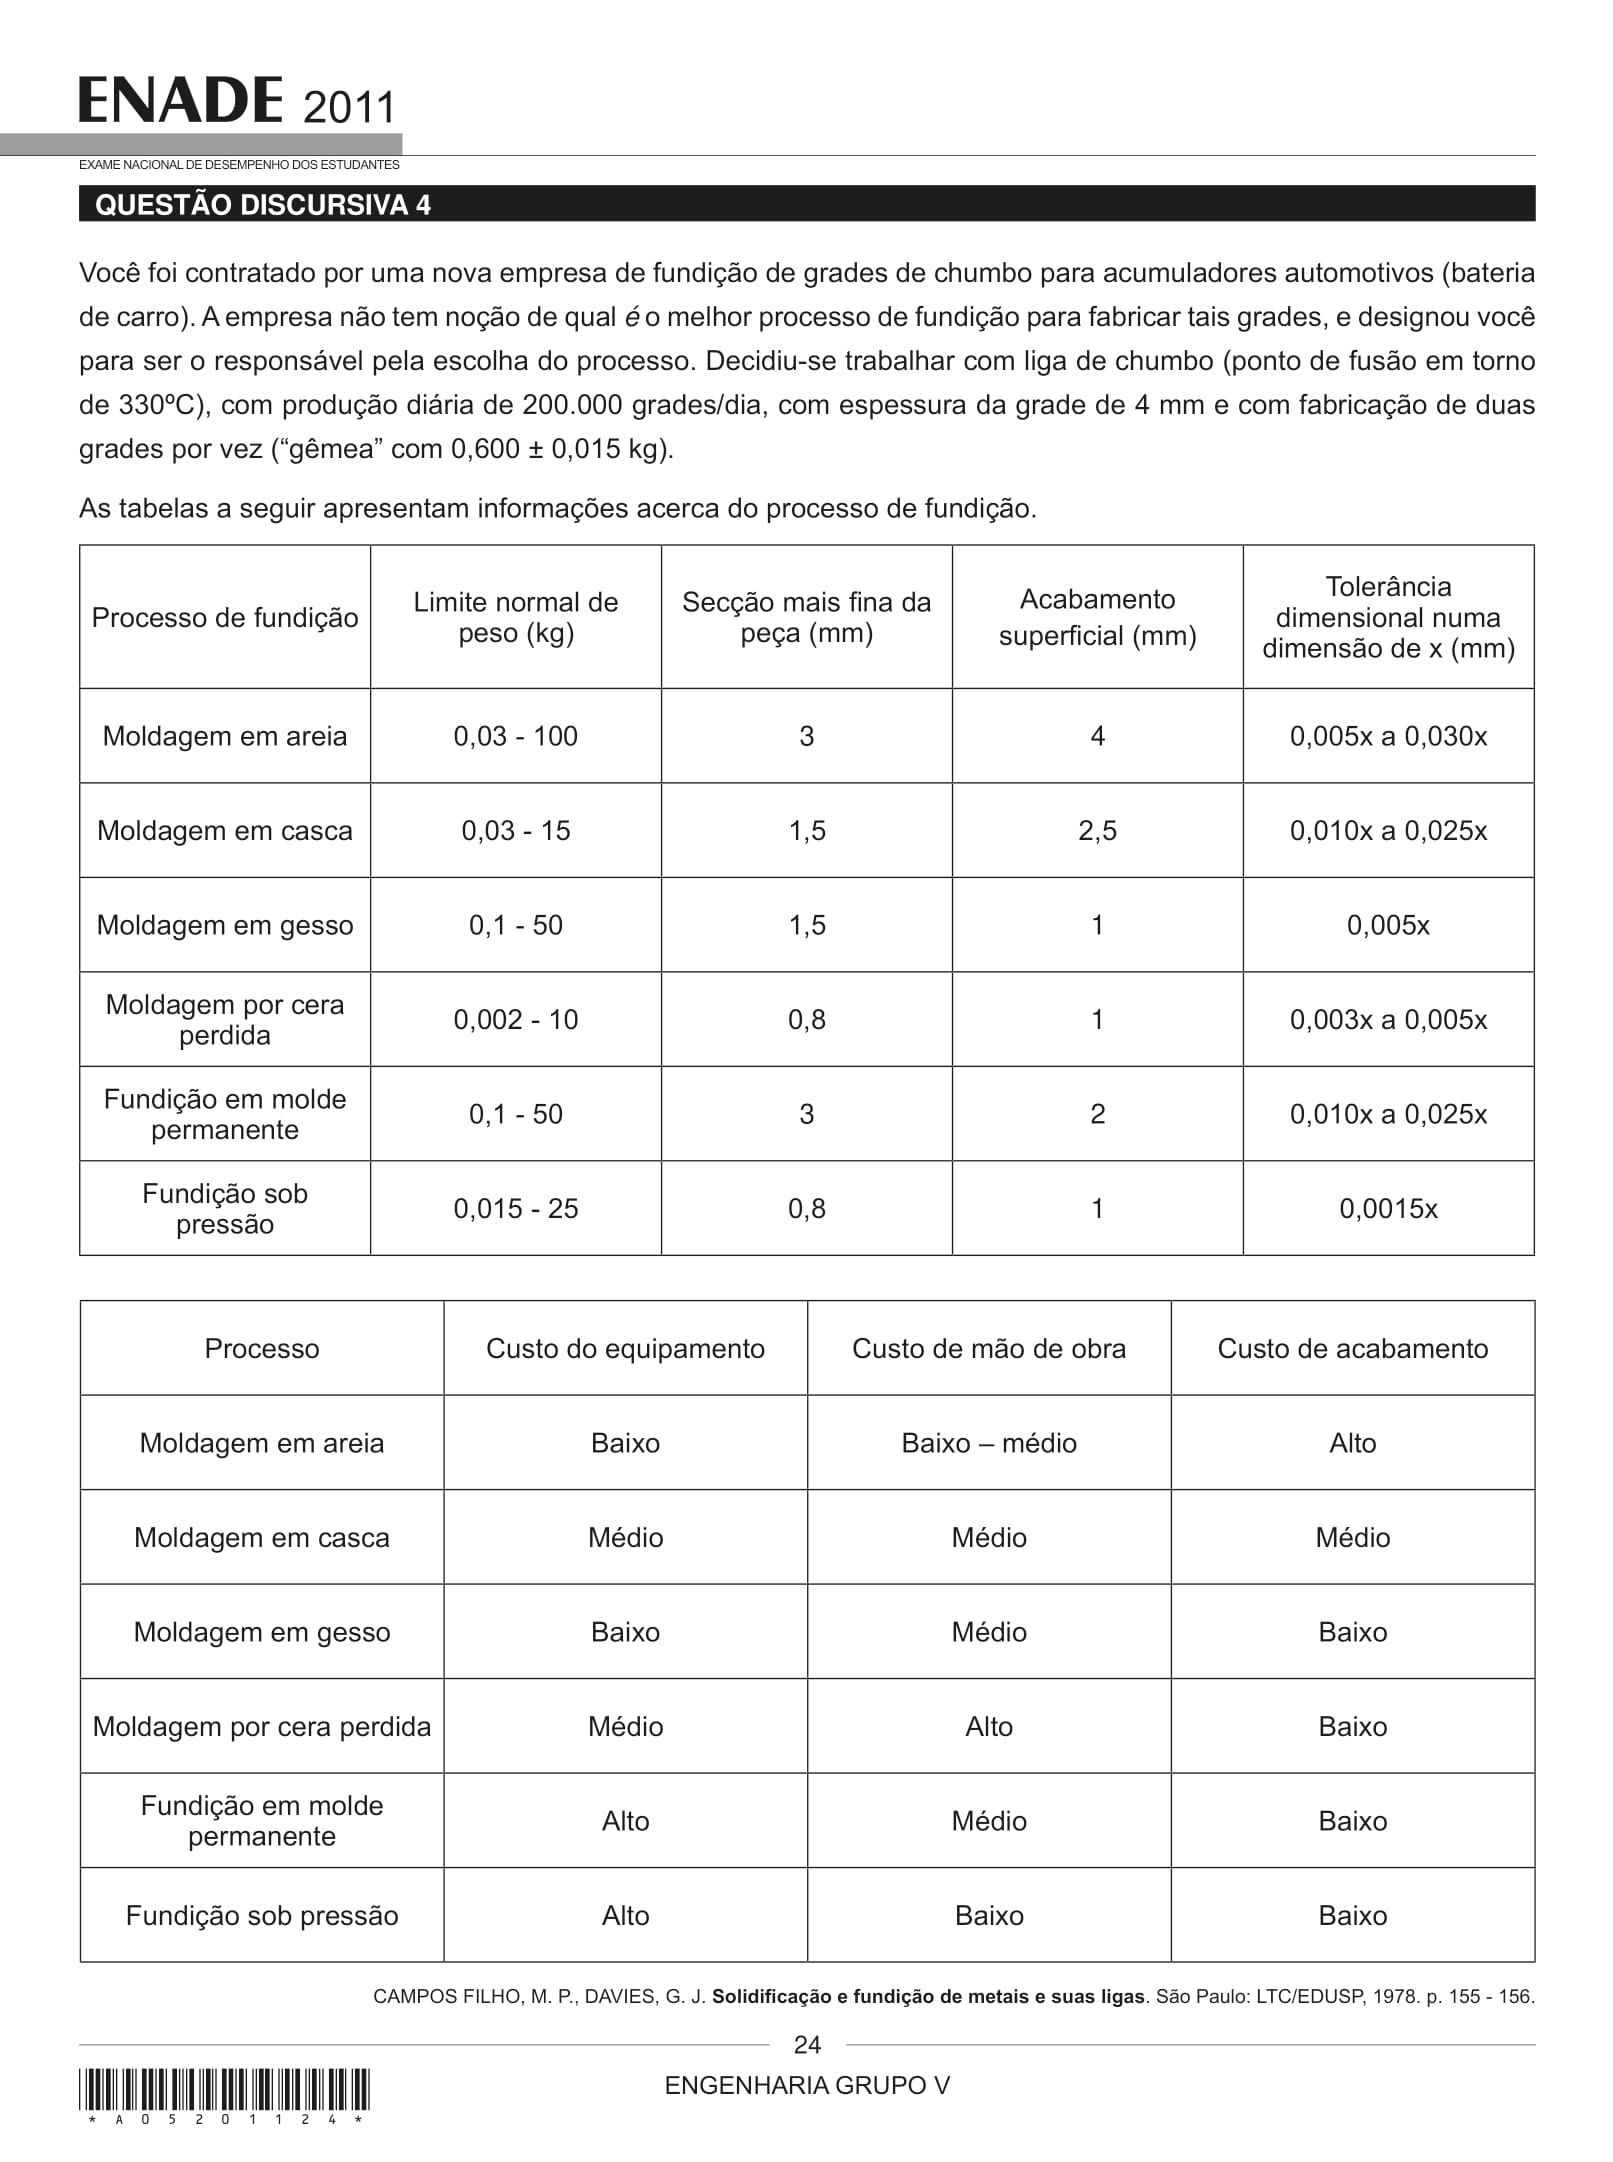 ENADE 2011
EXAME NACIONAL DE DESEMPENHO DOS ESTUDANTES
QUESTÃO DISCURSIVA 4
Você foi contratado por uma nova empresa de fundição de grades de chumbo para acumuladores automotivos (bateria
de carro). A empresa não tem noção de qual é o melhor processo de fundição para fabricar tais grades, e designou você
para ser o responsável pela escolha do processo. Decidiu-se trabalhar com liga de chumbo (ponto de fusão em torno
de 330ºC), com produção diária de 200.000 grades/dia, com espessura da grade de 4 mm e com fabricação de duas
grades por vez (“gêmea” com 0,600 ± 0,015 kg).
As tabelas a seguir apresentam informações acerca do processo de fundição.
Processo de fundição
Limite normal de
peso (kg)
Secção mais fina da
peça (mm)
Acabamento
superficial (mm)
Tolerância
dimensional numa
dimensão de x (mm)
Moldagem em areia
0,03 - 100
3
4
0,005x a 0,030x
Moldagem em casca
0,03 - 15
1,5
2,5
0,010x a 0,025x
Moldagem em gesso
0,1 - 50
1,5
1
0,005x
Moldagem por cera
perdida
0,002 - 10
0,8
1
0,003x a 0,005x
Fundição em molde
permanente
0,1 - 50
3
2
0,010x a 0,025x
Fundição sob
pressão
0,015 - 25
0,8
1
0,0015x
Processo
Custo do equipamento
Custo de mão de obra
Custo de acabamento
Moldagem em areia
Baixo
Baixo – médio
Alto
Moldagem em casca
Médio
Médio
Médio
Moldagem em gesso
Baixo
Médio
Baixo
Moldagem por cera perdida
Médio
Alto
Baixo
Fundição em molde
permanente
Alto
Médio
Baixo
Fundição sob pressão
Alto
Baixo
Baixo
CAMPOS FILHO, M. P., DAVIES, G. J. Solidificação e fundição de metais e suas ligas. São Paulo: LTC/EDUSP, 1978. p. 155 - 156.
24
ENGENHARIA GRUPO V
* A 0 5 2 0 1 1 2 4 *